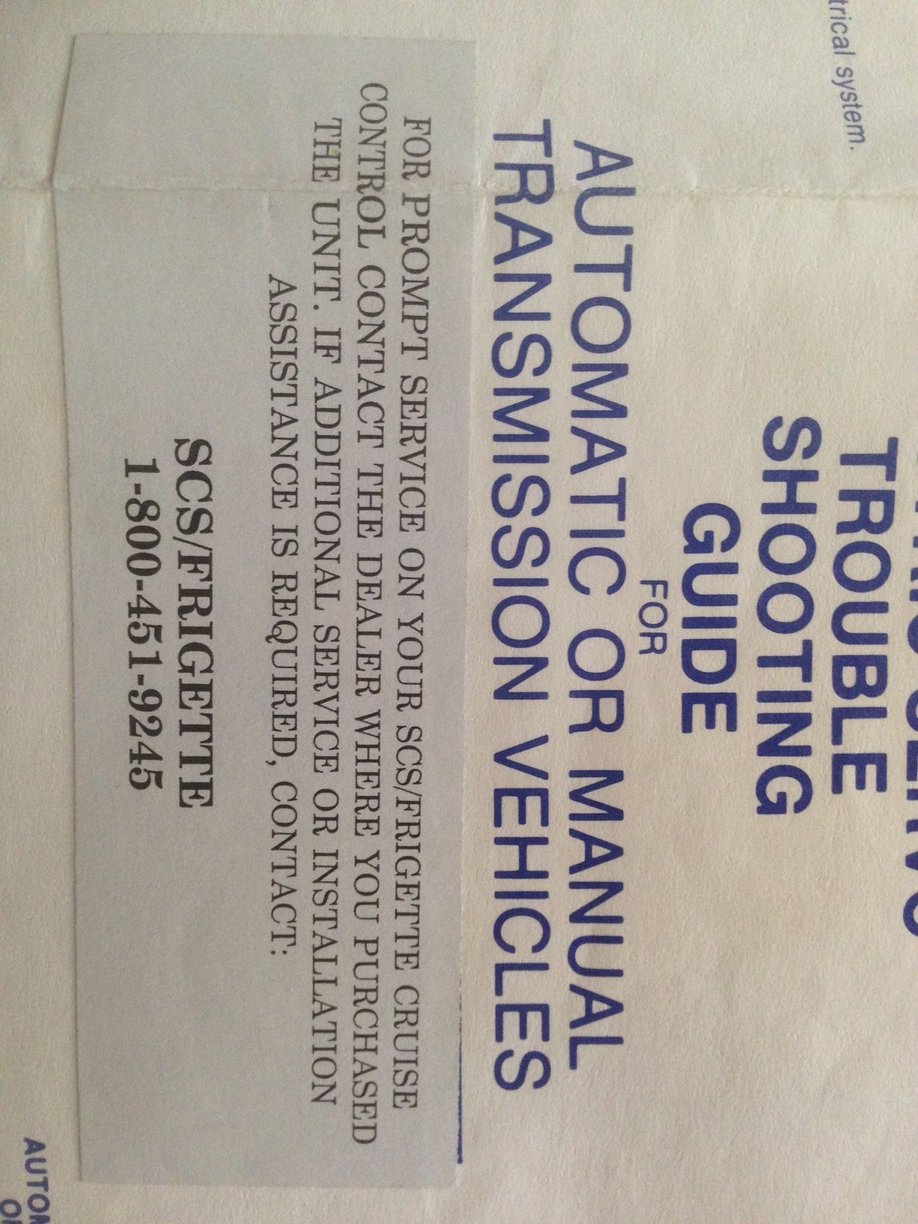 trical system.
TROUBLE
SHOOTING
GUIDE
FOR
AUTOMATIC OR MANUAL
TRANSMISSION VEHICLES
FOR PROMPT SERVICE ON YOUR SCS/FRIGETTE CRUISE
CONTROL CONTACT THE DEALER WHERE YOU PURCHASED
THE UNIT. IF ADDITIONAL SERVICE OR INSTALLATION
ASSISTANCE IS REQUIRED, CONTACT:
SCS/FRIGETTE
1-800-451-9245